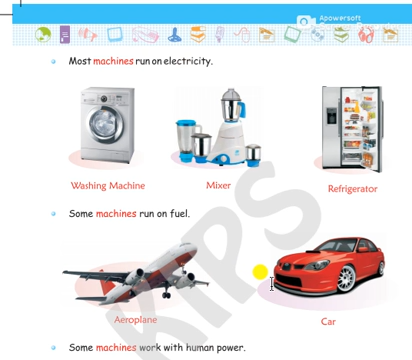 Apowersoft
Most machines run on electricity.
Washing Machine
Mixer
Refrigerator
Some machines run on fuel.
Aeroplane
Car
Some machines work with human power.
KIPS